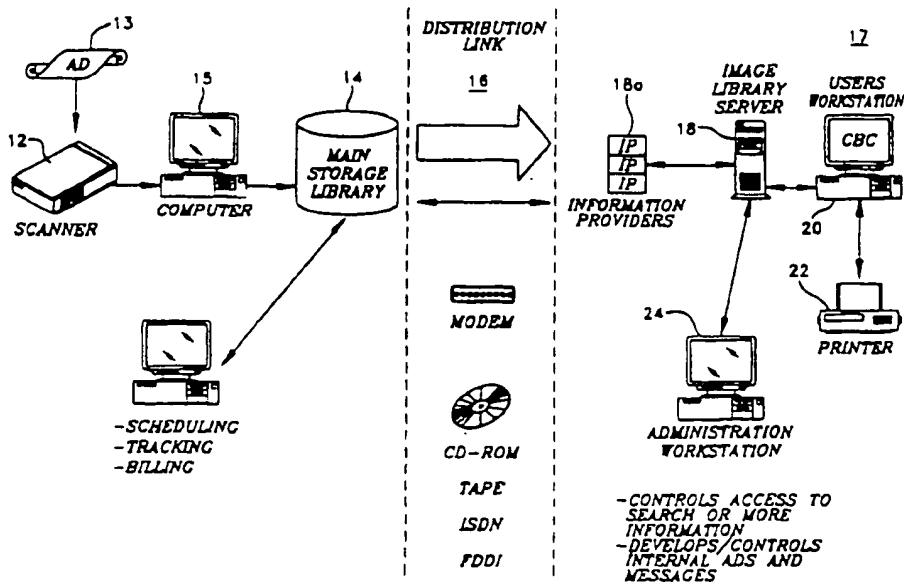 13
AD
12
SCANNER
15
COMPUTER
14
MAIN
STORAGE
LIBRARY
-SCHEDULING
-TRACKING
-BILLING
DISTRIBUTION
LINK
16
MODEM
CD-ROM
TAPE
ISDN
FDDI
17
18a
IP
IP
IP
INFORMATION
PROVIDERS
IMAGE
LIBRARY
SERVER
18
USERS
WORKSTATION
CBC
20
22
PRINTER
24
ADMINISTRATION
WORKSTATION
-CONTROLS ACCESS TO
SEARCH OR MORE
INFORMATION
-DEVELOPS/CONTROLS
INTERNAL ADS AND
MESSAGES